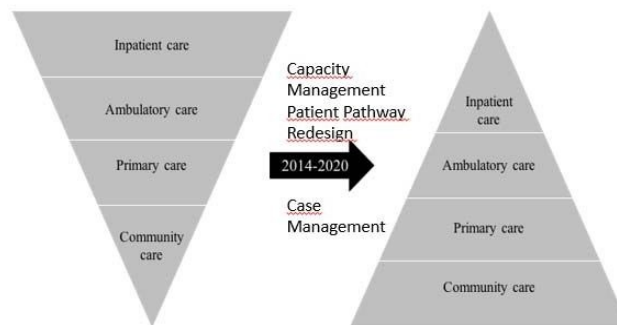 Inpatient care
Ambulatory care
Primary care
Community
care
Capacity
Management
Patient Pathway
Redesign
2014-2020
Case
Management
Inpatient
care
Ambulatory care
Primary care
Community care